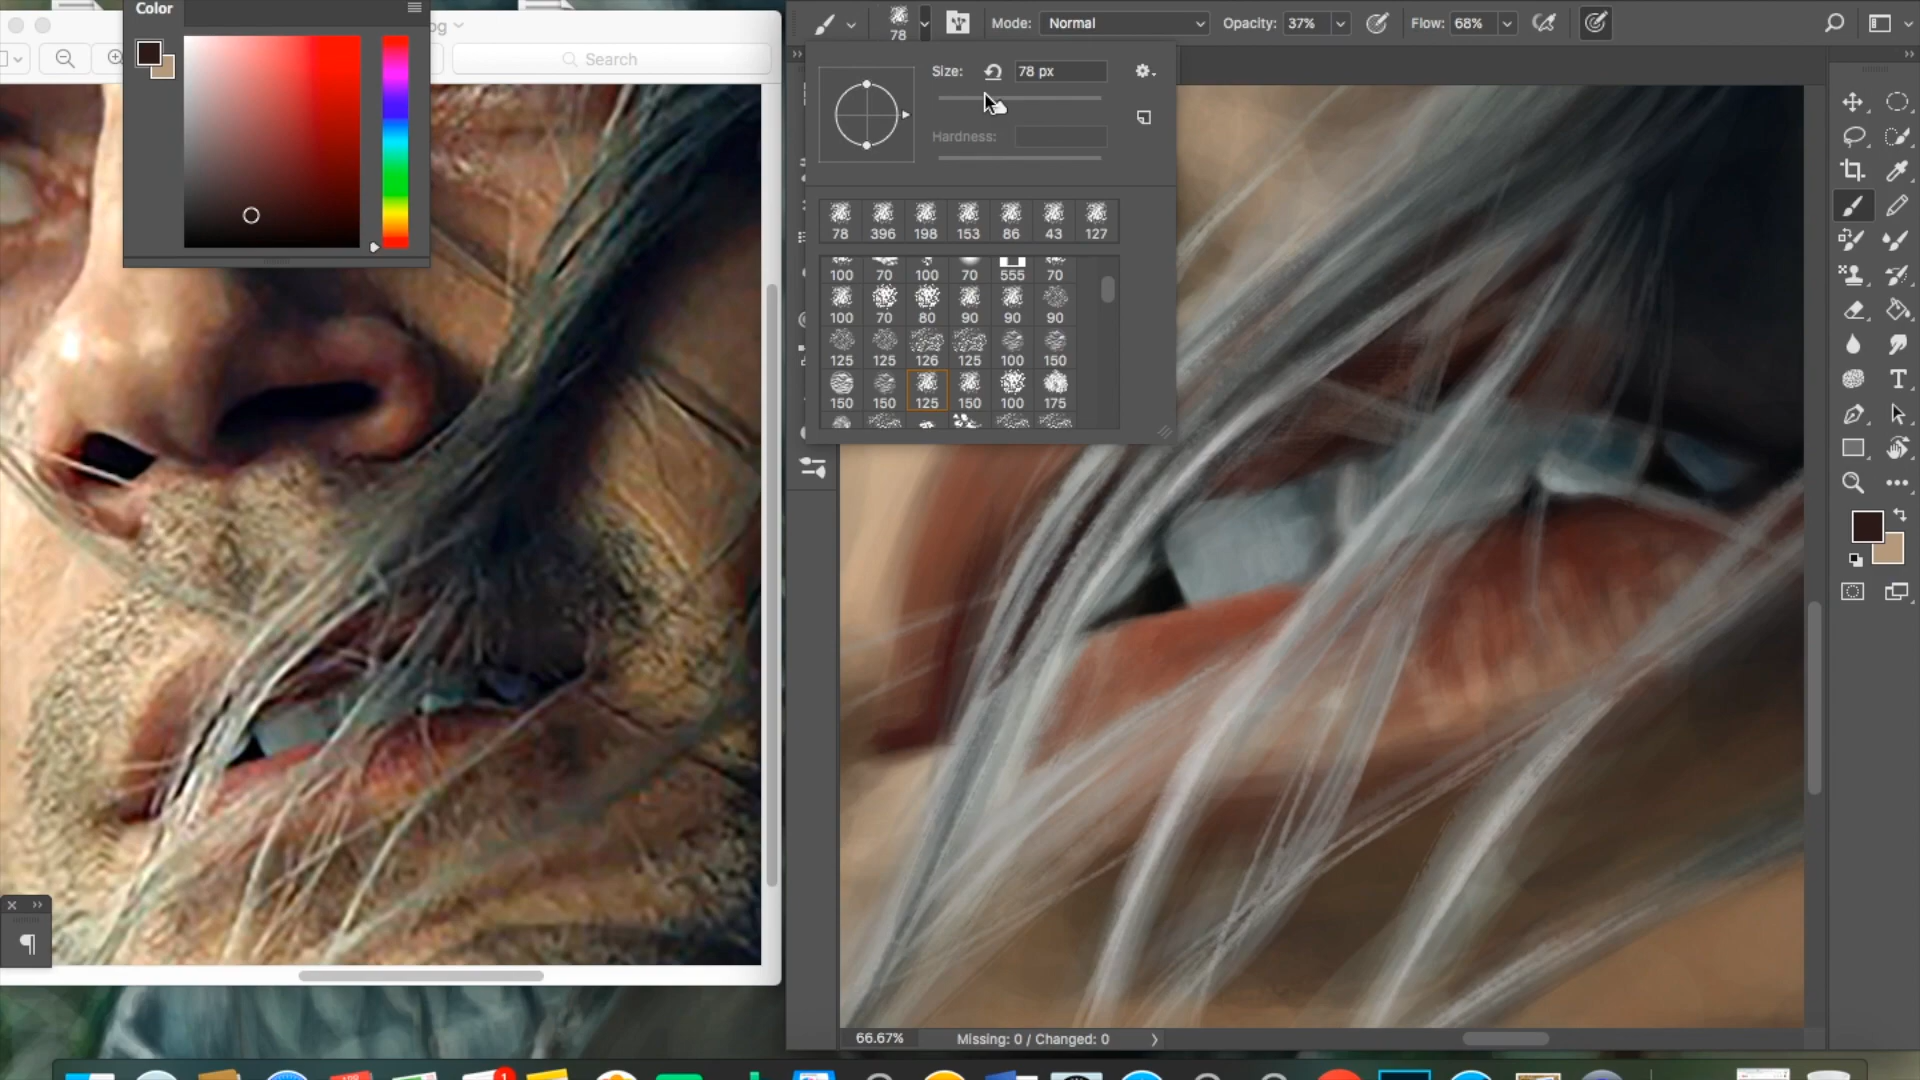 Color
og
Search
78
Mode:
Normal
Opacity:
37%
Flow:
68%
Size:
78 px
Hardness:
78 396 198 153 86 43 127
100 70 100 70 555 70
100 70 80 90 90 90
125 125 126 125 100 150
150 150 125 150 100 175
T
¶
66.67%
Missing: 0 / Changed: 0
1